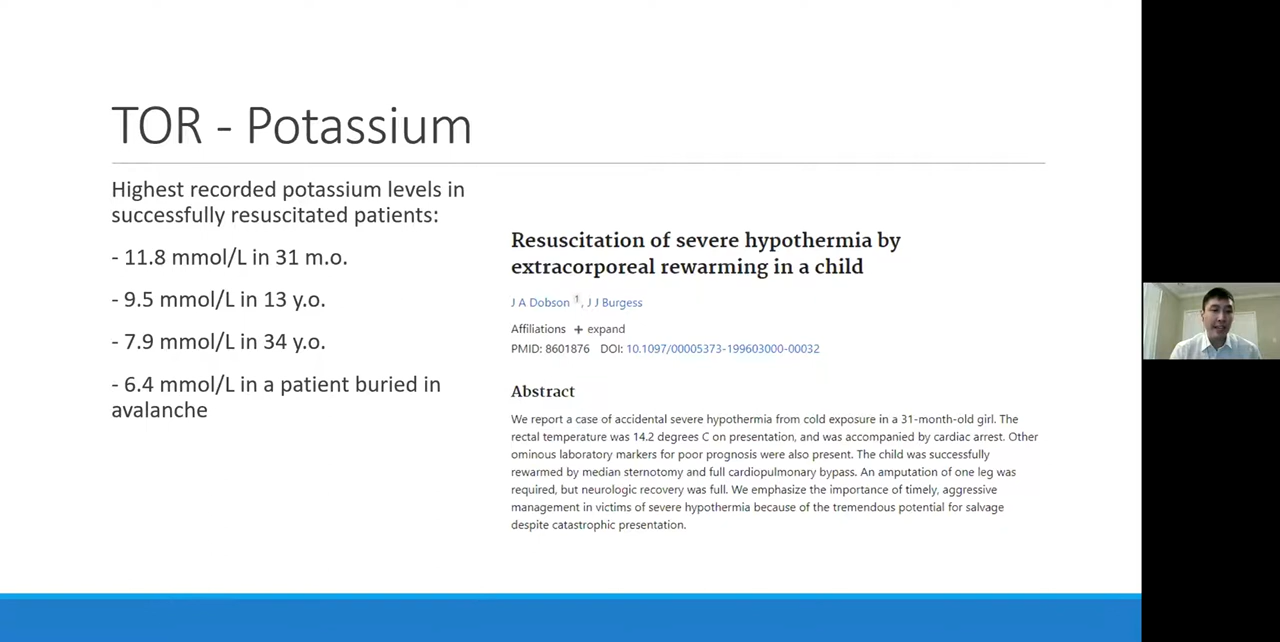 TOR - Potassium
Highest recorded potassium levels in
successfully resuscitated patients:
- 11.8 mmol/L in 31 m.o.
- 9.5 mmol/L in 13 y.o.
- 7.9 mmol/L in 34 y.o.
- 6.4 mmol/L in a patient buried in
avalanche
Resuscitation of severe hypothermia by
extracorporeal rewarming in a child
J A Dobson 1, J J Burgess
Affiliations + expand
PMID: 8601876 DOI: 10.1097/00005373-199603000-00032
Abstract
We report a case of accidental severe hypothermia from cold exposure in a 31-month-old girl. The
rectal temperature was 14.2 degrees C on presentation, and was accompanied by cardiac arrest. Other
ominous laboratory markers for poor prognosis were also present. The child was successfully
rewarmed by median sternotomy and full cardiopulmonary bypass. An amputation of one leg was
required, but neurologic recovery was full. We emphasize the importance of timely, aggressive
management in victims of severe hypothermia because of the tremendous potential for salvage
despite catastrophic presentation.